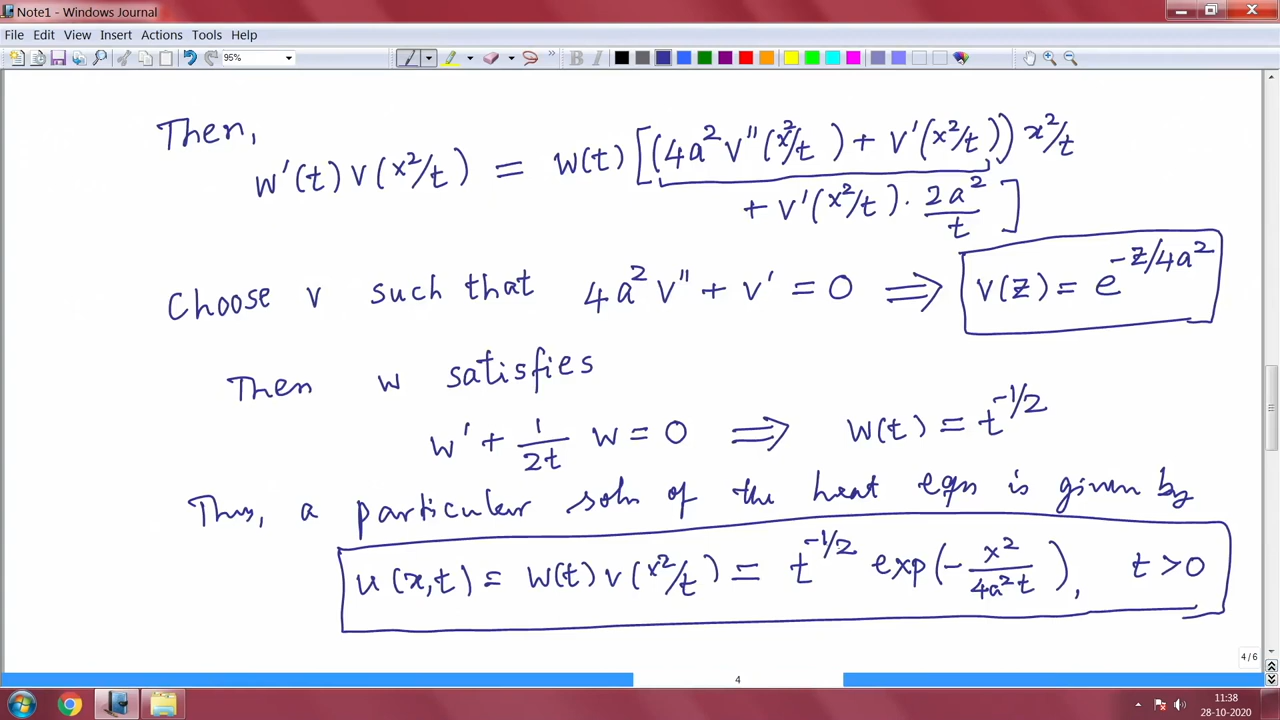 Note1 - Windows Journal
File Edit View Insert Actions Tools Help
95%
Then,
w'(t) v(x²/t) = w(t) [(4a² v''(x²/t) + v'(x²/t)) x²/t
+ v'(x²/t) · 2a²/t ]
Choose v such that 4a² v'' + v' = 0 ⟹ v(z) = e^{-z/4a²}
Then w satisfies
w' + 1/2t w = 0 ⟹ w(t) = t^{-1/2}
Thus, a particular soln of the heat eqn is given by
u(x,t) = w(t) v(x²/t) = t^{-1/2} exp(- x²/4a²t), t > 0
4/6
4
11:38
28-10-2020